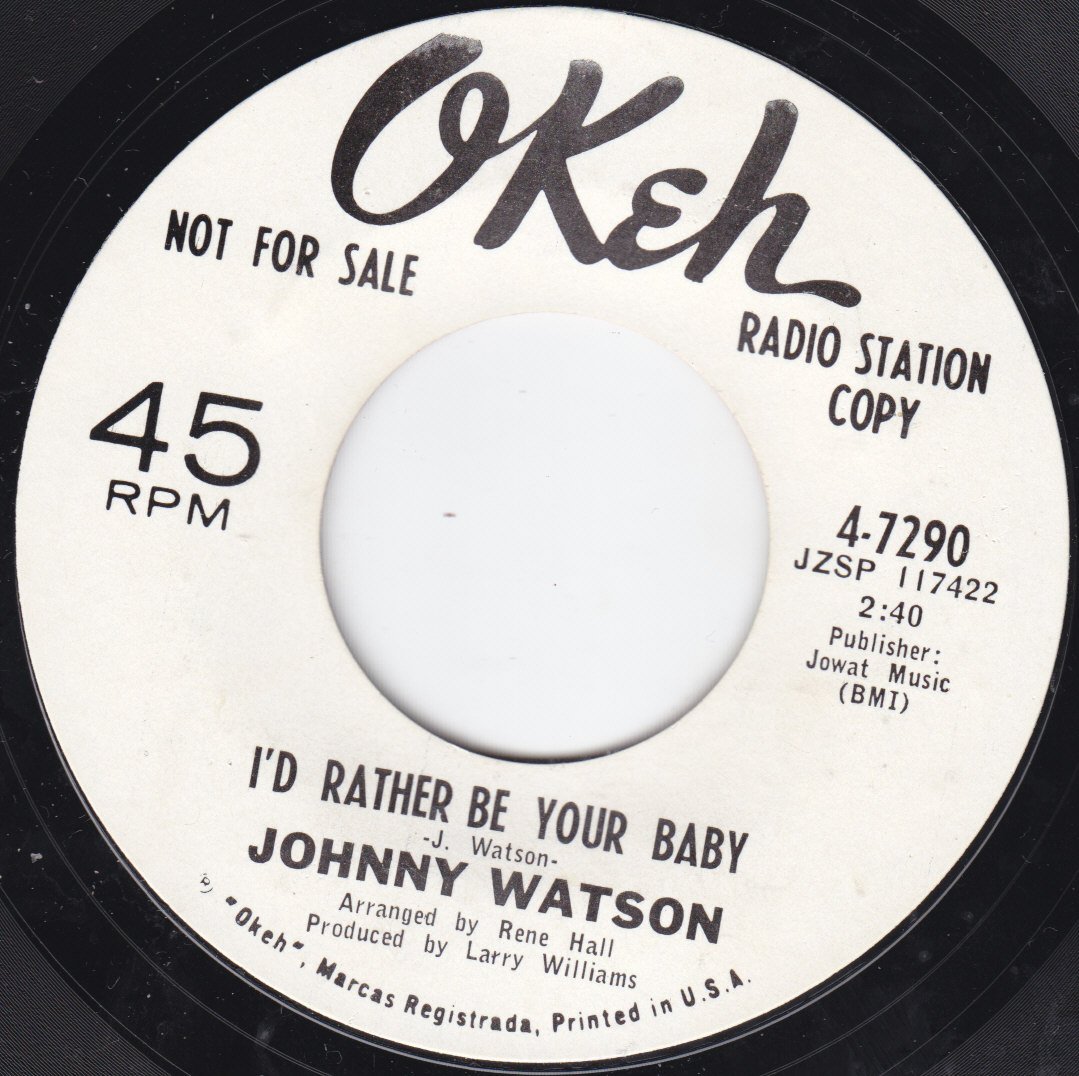 OKeh
NOT FOR SALE
RADIO STATION
COPY
45
RPM
4-7290
JZSP 117422
2:40
Publisher:
Jowat Music
(BMI)
I'D RATHER BE YOUR BABY
-J. Watson-
JOHNNY WATSON
Arranged by Rene Hall
Produced by Larry Williams
® "Okeh", Marcas Registrada, Printed in U.S.A.